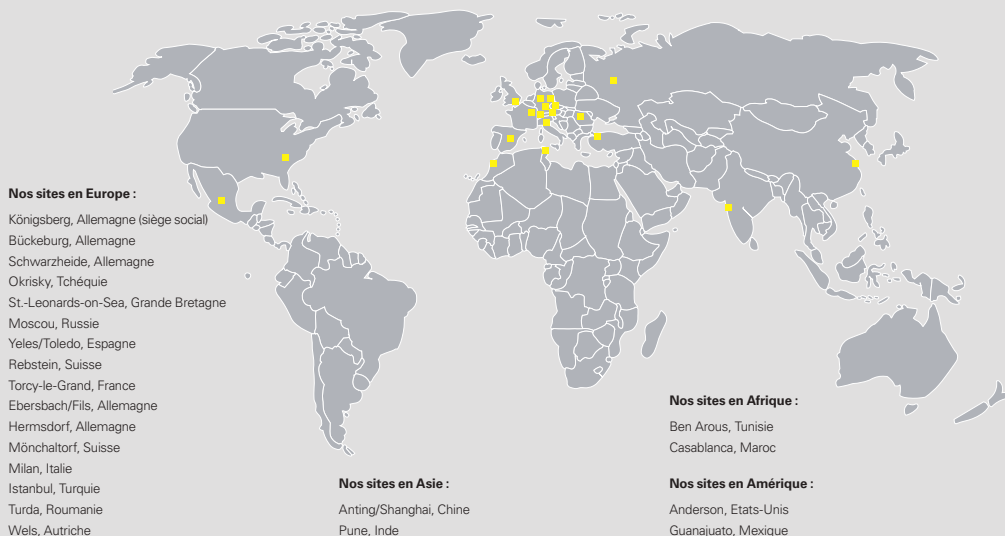 Nos sites en Europe :
Königsberg, Allemagne (siège social)
Bückeburg, Allemagne
Schwarzheide, Allemagne
Okrisky, Tchéquie
St.-Leonards-on-Sea, Grande Bretagne
Moscou, Russie
Yeles/Toledo, Espagne
Rebstein, Suisse
Torcy-le-Grand, France
Ebersbach/Fils, Allemagne
Hermsdorf, Allemagne
Mönchaltorf, Suisse
Milan, Italie
Istanbul, Turquie
Turda, Roumanie
Wels, Autriche
Nos sites en Asie :
Anting/Shanghai, Chine
Pune, Inde
Nos sites en Afrique :
Ben Arous, Tunisie
Casablanca, Maroc
Nos sites en Amérique :
Anderson, Etats-Unis
Guanajuato, Mexique